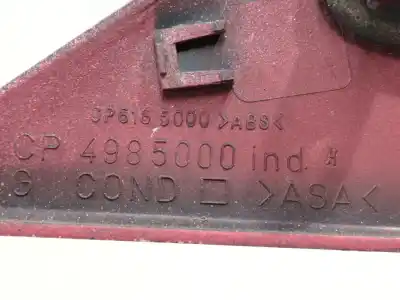 CP616 5000 >ABS<
CP 4985000 ind. H
G COND >ASA<